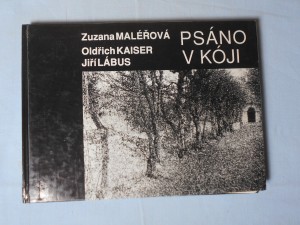 Zuzana MALÉŘOVÁ
Oldřich KAISER
Jiří LÁBUS
PSÁNO
V KÓJI